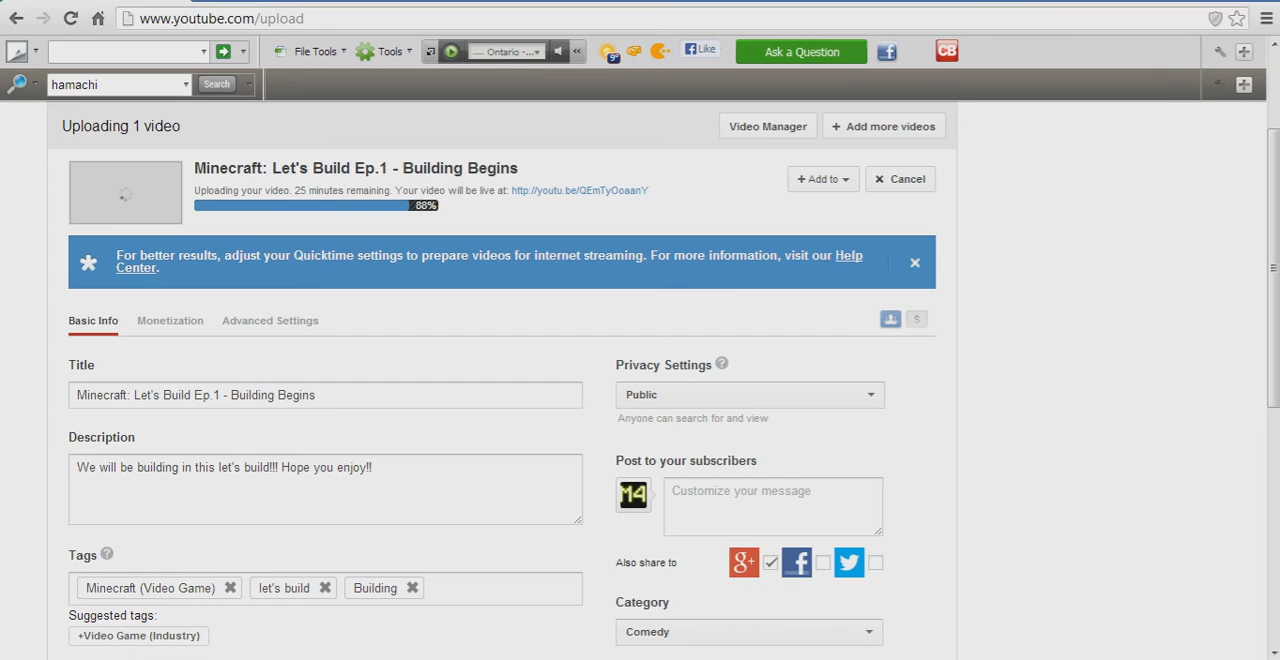 www.youtube.com/upload
File Tools
Tools
..... Ontario -...
9°
Like
Ask a Question
CB
hamachi
Search
Uploading 1 video
Video Manager
+ Add more videos
Minecraft: Let's Build Ep.1 - Building Begins
Uploading your video. 25 minutes remaining. Your video will be live at: http://youtu.be/QEmTyOoaanY
88%
+ Add to
× Cancel
For better results, adjust your Quicktime settings to prepare videos for internet streaming. For more information, visit our Help
Center.
Basic Info
Monetization
Advanced Settings
S
Title
Minecraft: Let's Build Ep.1 - Building Begins
Privacy Settings ?
Public
Anyone can search for and view
Description
We will be building in this let's build!!! Hope you enjoy!!
Post to your subscribers
M4
Customize your message
Tags ?
Minecraft (Video Game)
let's build
Building
Also share to
g+
f
Suggested tags:
+Video Game (Industry)
Category
Comedy